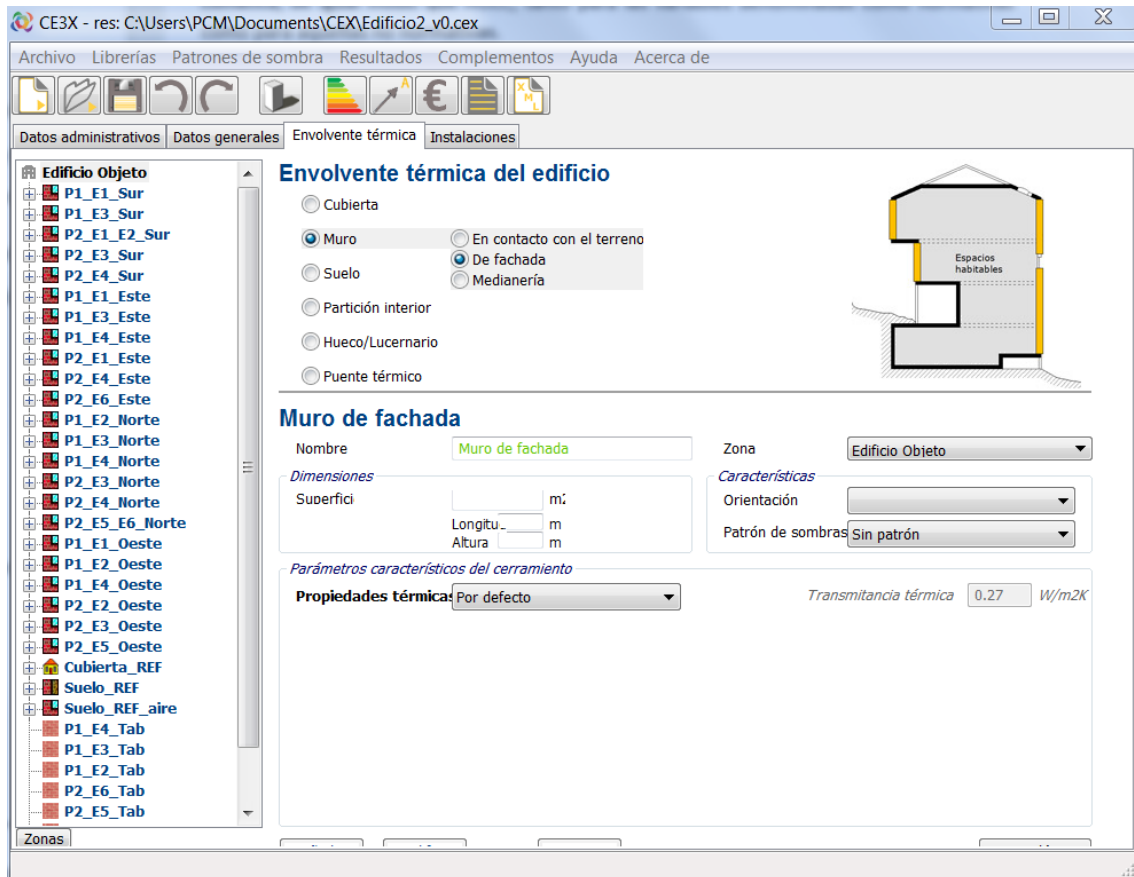 CE3X - res: C:\Users\PCM\Documents\CEX\Edificio2_v0.cex
Archivo Librerías Patrones de sombra Resultados Complementos Ayuda Acerca de
A € X M L
Datos administrativos Datos generales Envolvente térmica Instalaciones
Edificio Objeto
P1_E1_Sur
P1_E3_Sur
P2_E1_E2_Sur
P2_E3_Sur
P2_E4_Sur
P1_E1_Este
P1_E3_Este
P1_E4_Este
P2_E1_Este
P2_E4_Este
P2_E6_Este
P1_E2_Norte
P1_E3_Norte
P1_E4_Norte
P2_E3_Norte
P2_E4_Norte
P2_E5_E6_Norte
P1_E1_Oeste
P1_E2_Oeste
P1_E4_Oeste
P2_E2_Oeste
P2_E3_Oeste
P2_E5_Oeste
Cubierta_REF
Suelo_REF
Suelo_REF_aire
P1_E4_Tab
P1_E3_Tab
P1_E2_Tab
P2_E6_Tab
P2_E5_Tab
Zonas
Envolvente térmica del edificio
Cubierta
Muro
Suelo
Partición interior
Hueco/Lucernario
Puente térmico
En contacto con el terreno
De fachada
Medianería
Espacios
habitables
Muro de fachada
Nombre Muro de fachada Zona Edificio Objeto
Dimensiones
Superfici m2
Longitu m
Altura m
Características
Orientación
Patrón de sombras Sin patrón
Parámetros característicos del cerramiento
Propiedades térmicas Por defecto Transmitancia térmica 0.27 W/m2K